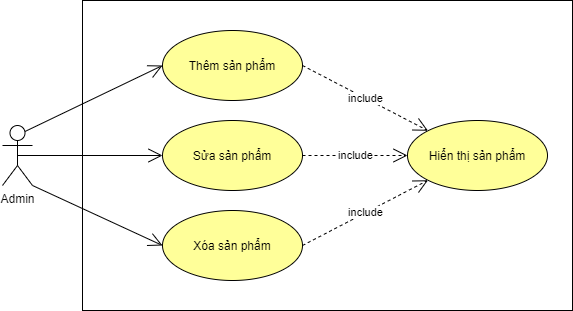 Thêm sản phẩm
include
Admin
Sửa sản phẩm
include
Hiển thị sản phẩm
Xóa sản phẩm
include